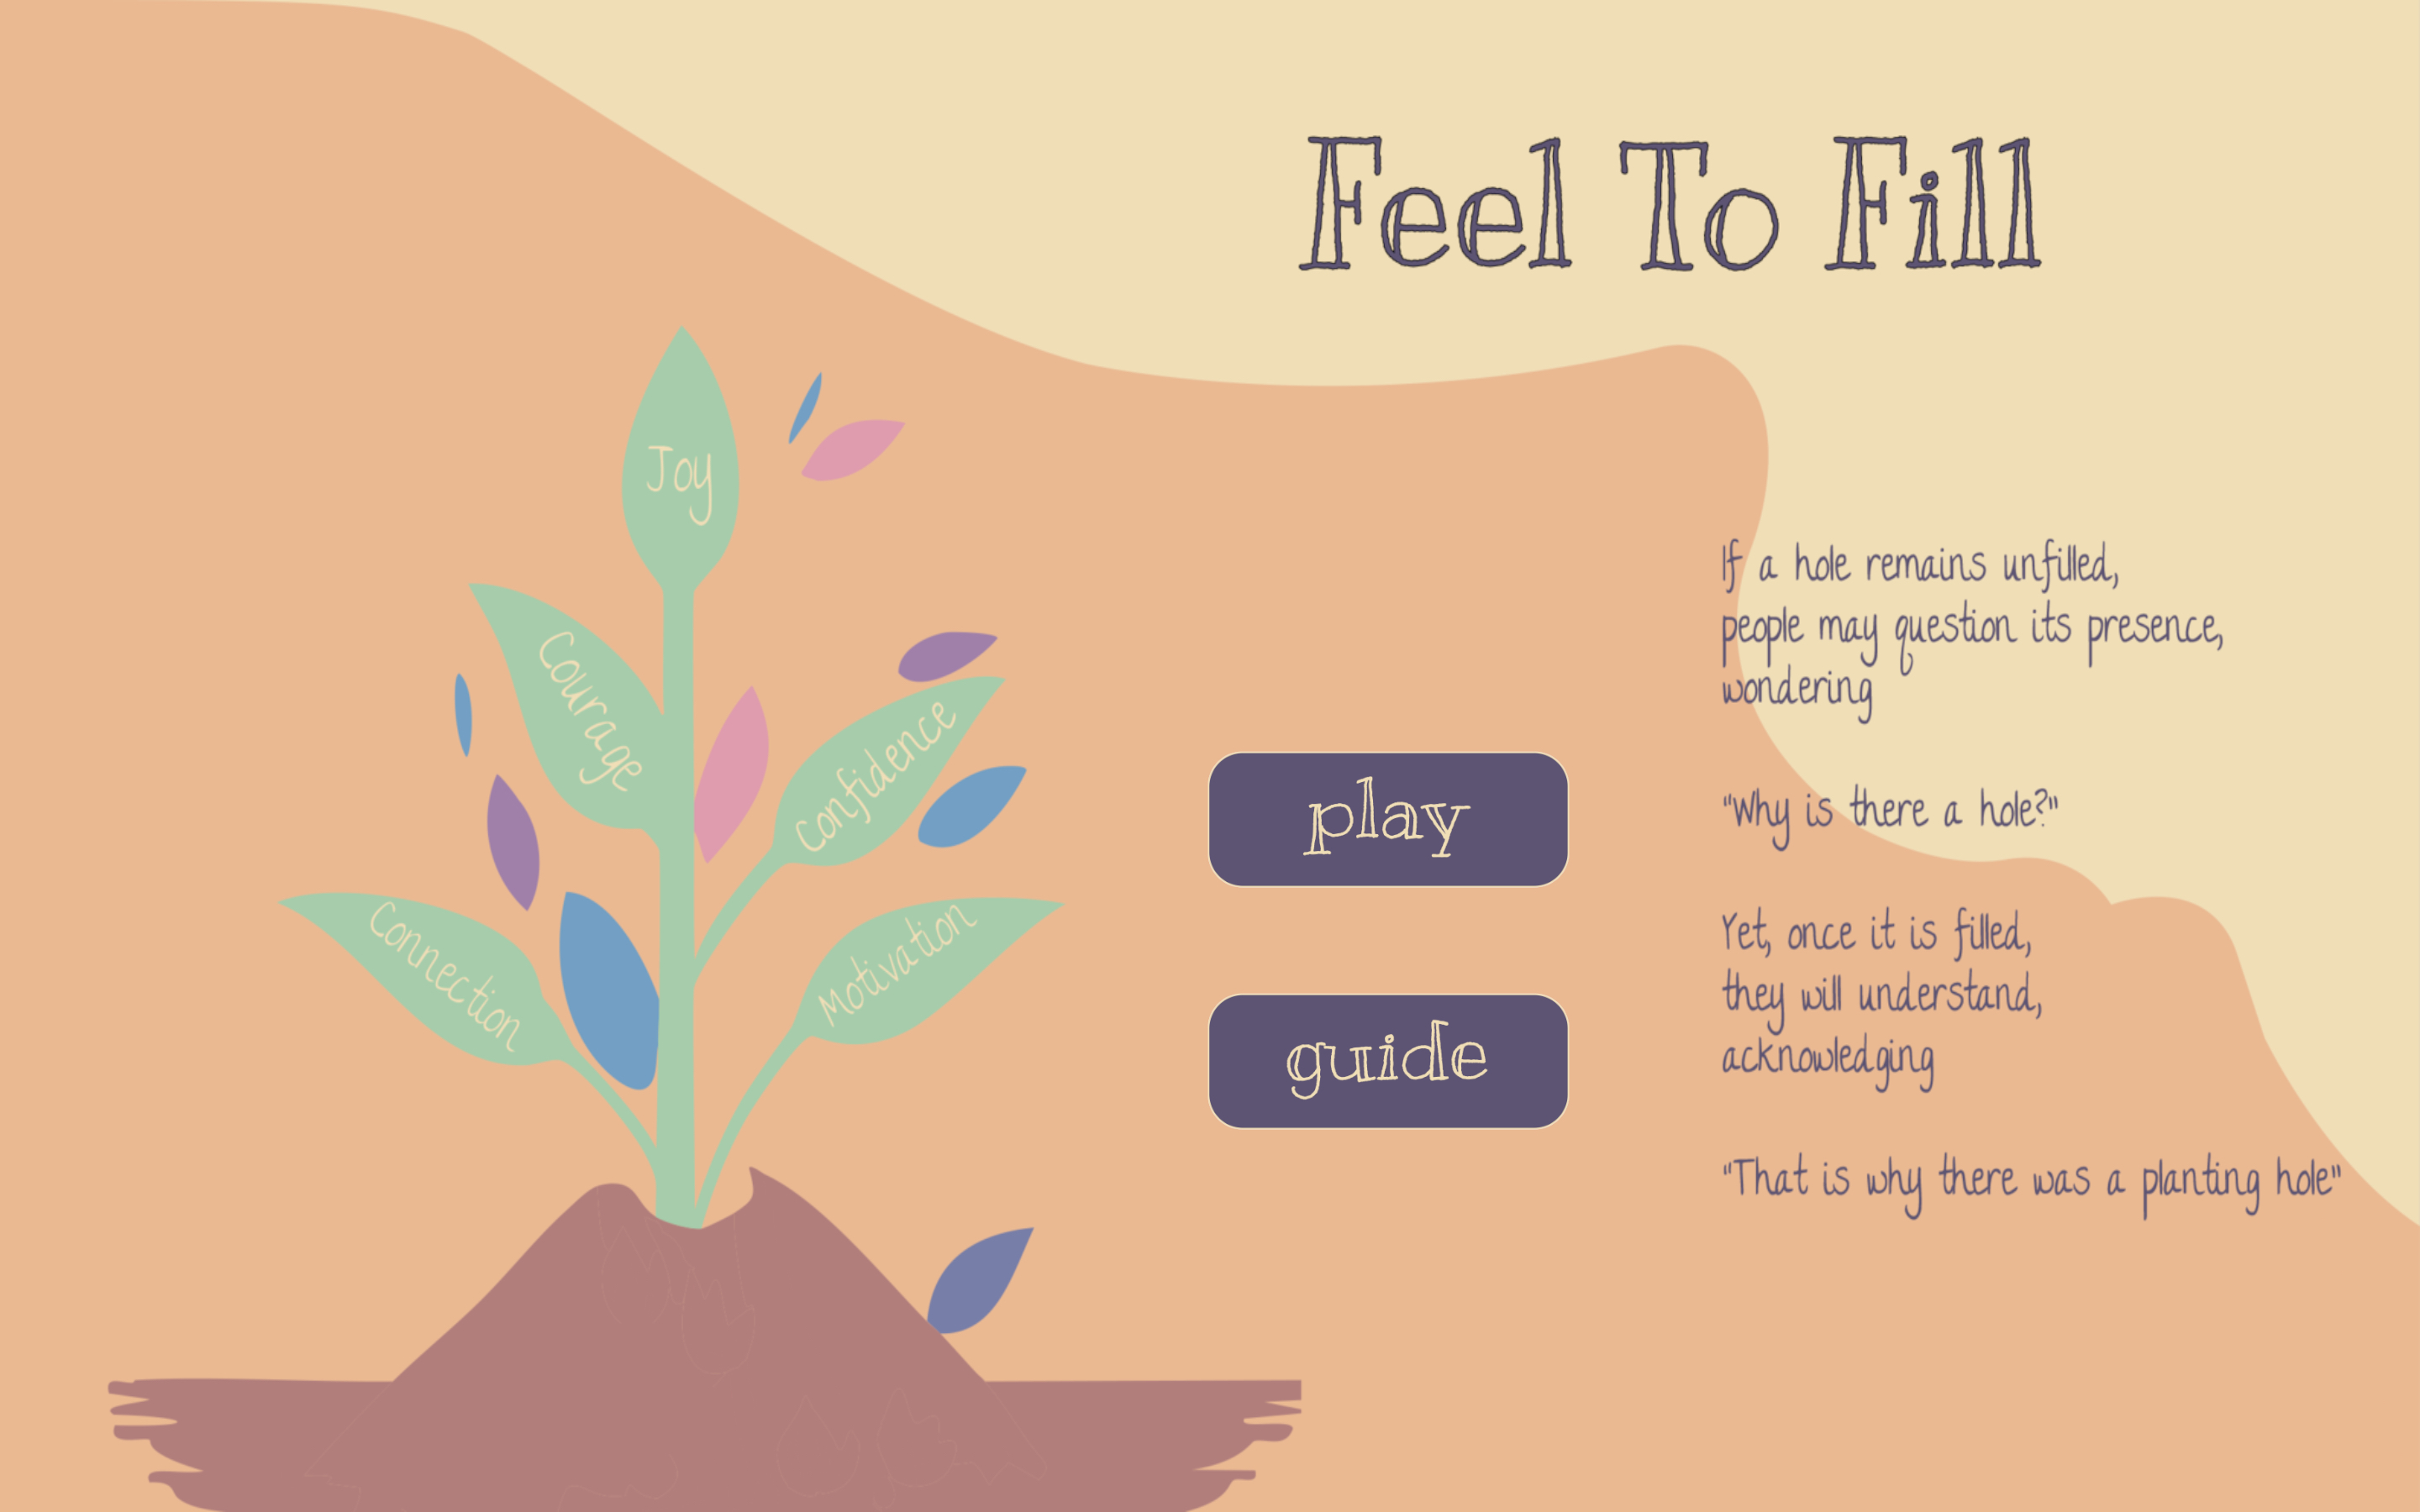 Feel To Fill
Joy
Courage
Confidence
Connection
Motivation
play
guide
If a hole remains unfilled,
people may question its presence,
wondering
"Why is there a hole?"
Yet, once it is filled,
they will understand,
acknowledging
"That is why there was a planting hole"